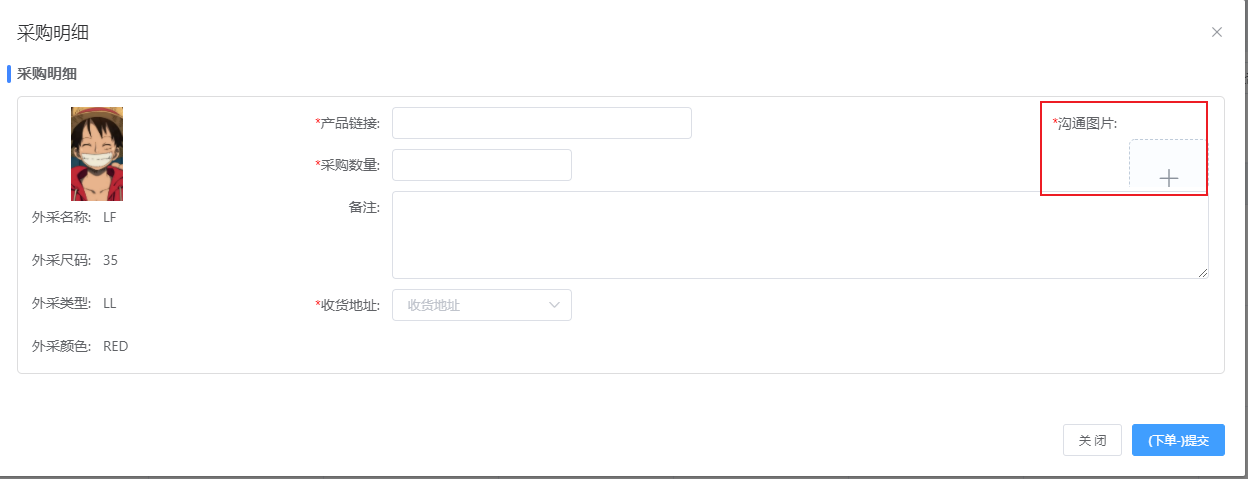 采购明细
采购明细
*产品链接:
*沟通图片:
*采购数量:
备注:
外采名称: LF
外采尺码: 35
外采类型: LL
*收货地址: 收货地址
外采颜色: RED
关 闭
(下单-)提交